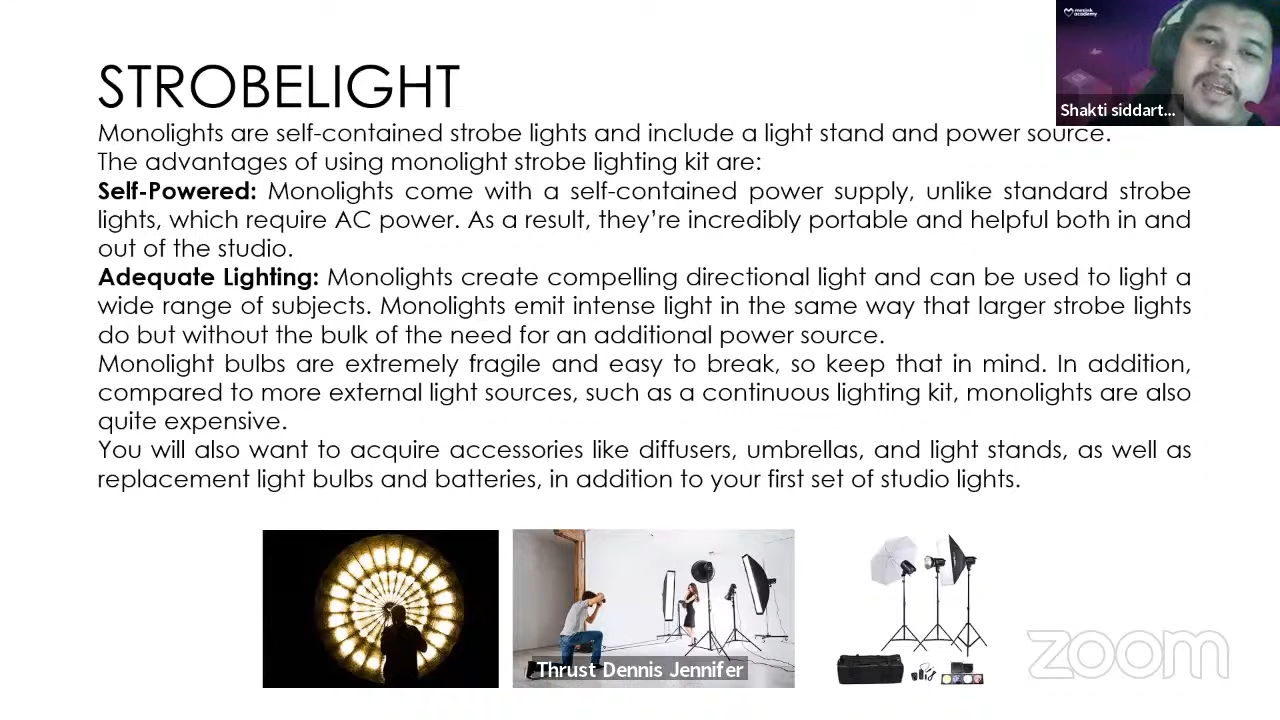 STROBELIGHT
Monolights are self-contained strobe lights and include a light stand and power source.
The advantages of using monolight strobe lighting kit are:
Self-Powered: Monolights come with a self-contained power supply, unlike standard strobe
lights, which require AC power. As a result, they’re incredibly portable and helpful both in and
out of the studio.
Adequate Lighting: Monolights create compelling directional light and can be used to light a
wide range of subjects. Monolights emit intense light in the same way that larger strobe lights
do but without the bulk of the need for an additional power source.
Monolight bulbs are extremely fragile and easy to break, so keep that in mind. In addition,
compared to more external light sources, such as a continuous lighting kit, monolights are also
quite expensive.
You will also want to acquire accessories like diffusers, umbrellas, and light stands, as well as
replacement light bulbs and batteries, in addition to your first set of studio lights.
academy
Shakti siddart...
Thrust Dennis Jennifer
zoom